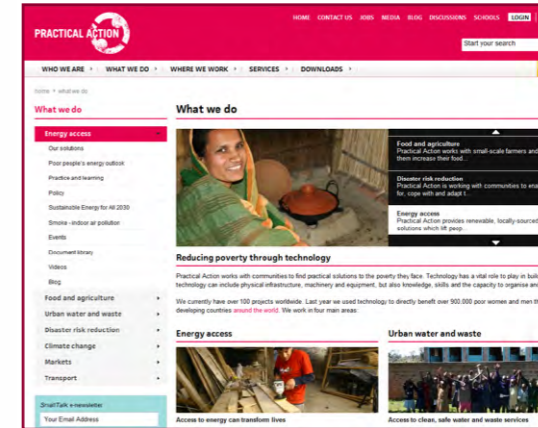 HOME CONTACT US JOBS MEDIA BLOG DISCUSSIONS SCHOOLS LOGIN
PRACTICAL ACTION
Start your search
WHO WE ARE WHAT WE DO WHERE WE WORK SERVICES DOWNLOADS
home what we do
What we do
Energy access
Our solutions
Poor people's energy outlook
Practice and learning
Policy
Sustainable Energy for All 2030
Smoke - indoor air pollution
Events
Document library
Videos
Blog
Food and agriculture
Urban water and waste
Disaster risk reduction
Climate change
Markets
Transport
Small Talk e-newsletter
Your Email Address
What we do
Food and agriculture
Practical Action works with small-scale farmers and
them increase their food...
Disaster risk reduction
Practical Action is working with communities to ena
for, cope with and adapt t...
Energy access
Practical Action provides renewable, locally-sourced
solutions which lift peop...
Reducing poverty through technology
Practical Action works with communities to find practical solutions to the poverty they face. Technology has a vital role to play in buil
technology can include physical infrastructure, machinery and equipment, but also knowledge, skills and the capacity to organise an
We currently have over 100 projects worldwide. Last year we used technology to directly benefit over 900.000 poor women and men th
developing countries around the world. We work in four main areas:
Energy access
Access to energy can transform lives
Urban water and waste
Access to clean, safe water and waste services